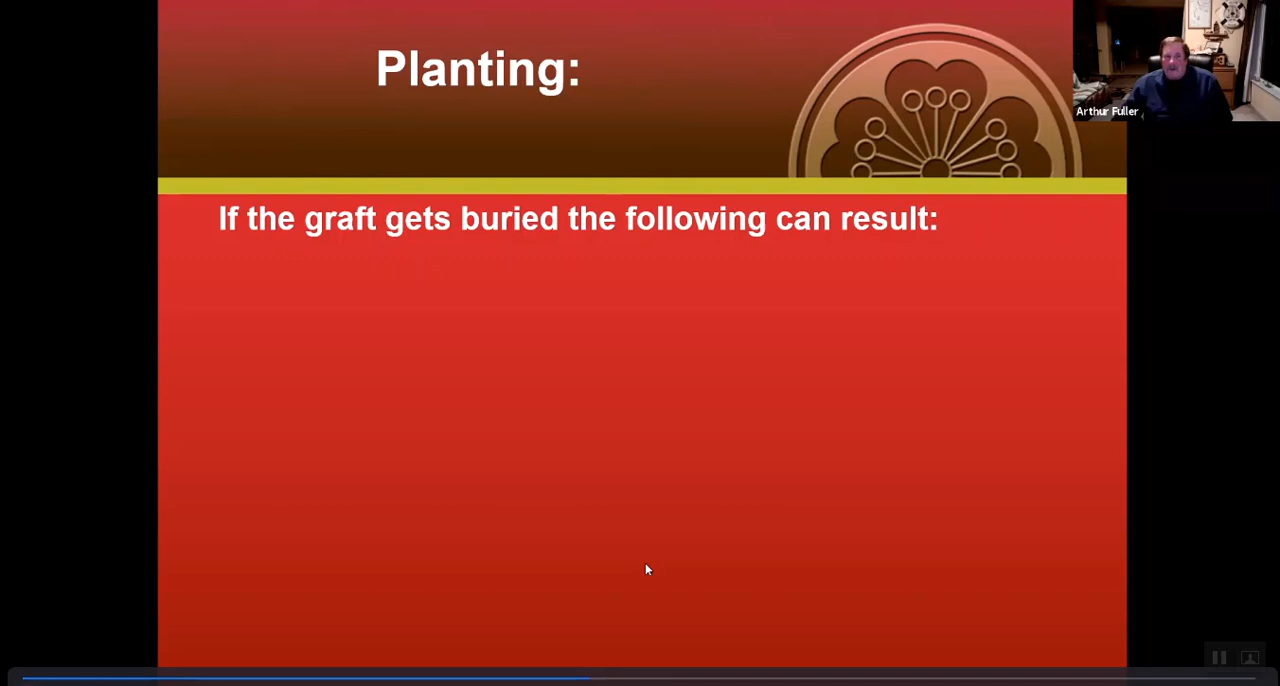 Planting:
Arthur Fuller
If the graft gets buried the following can result: